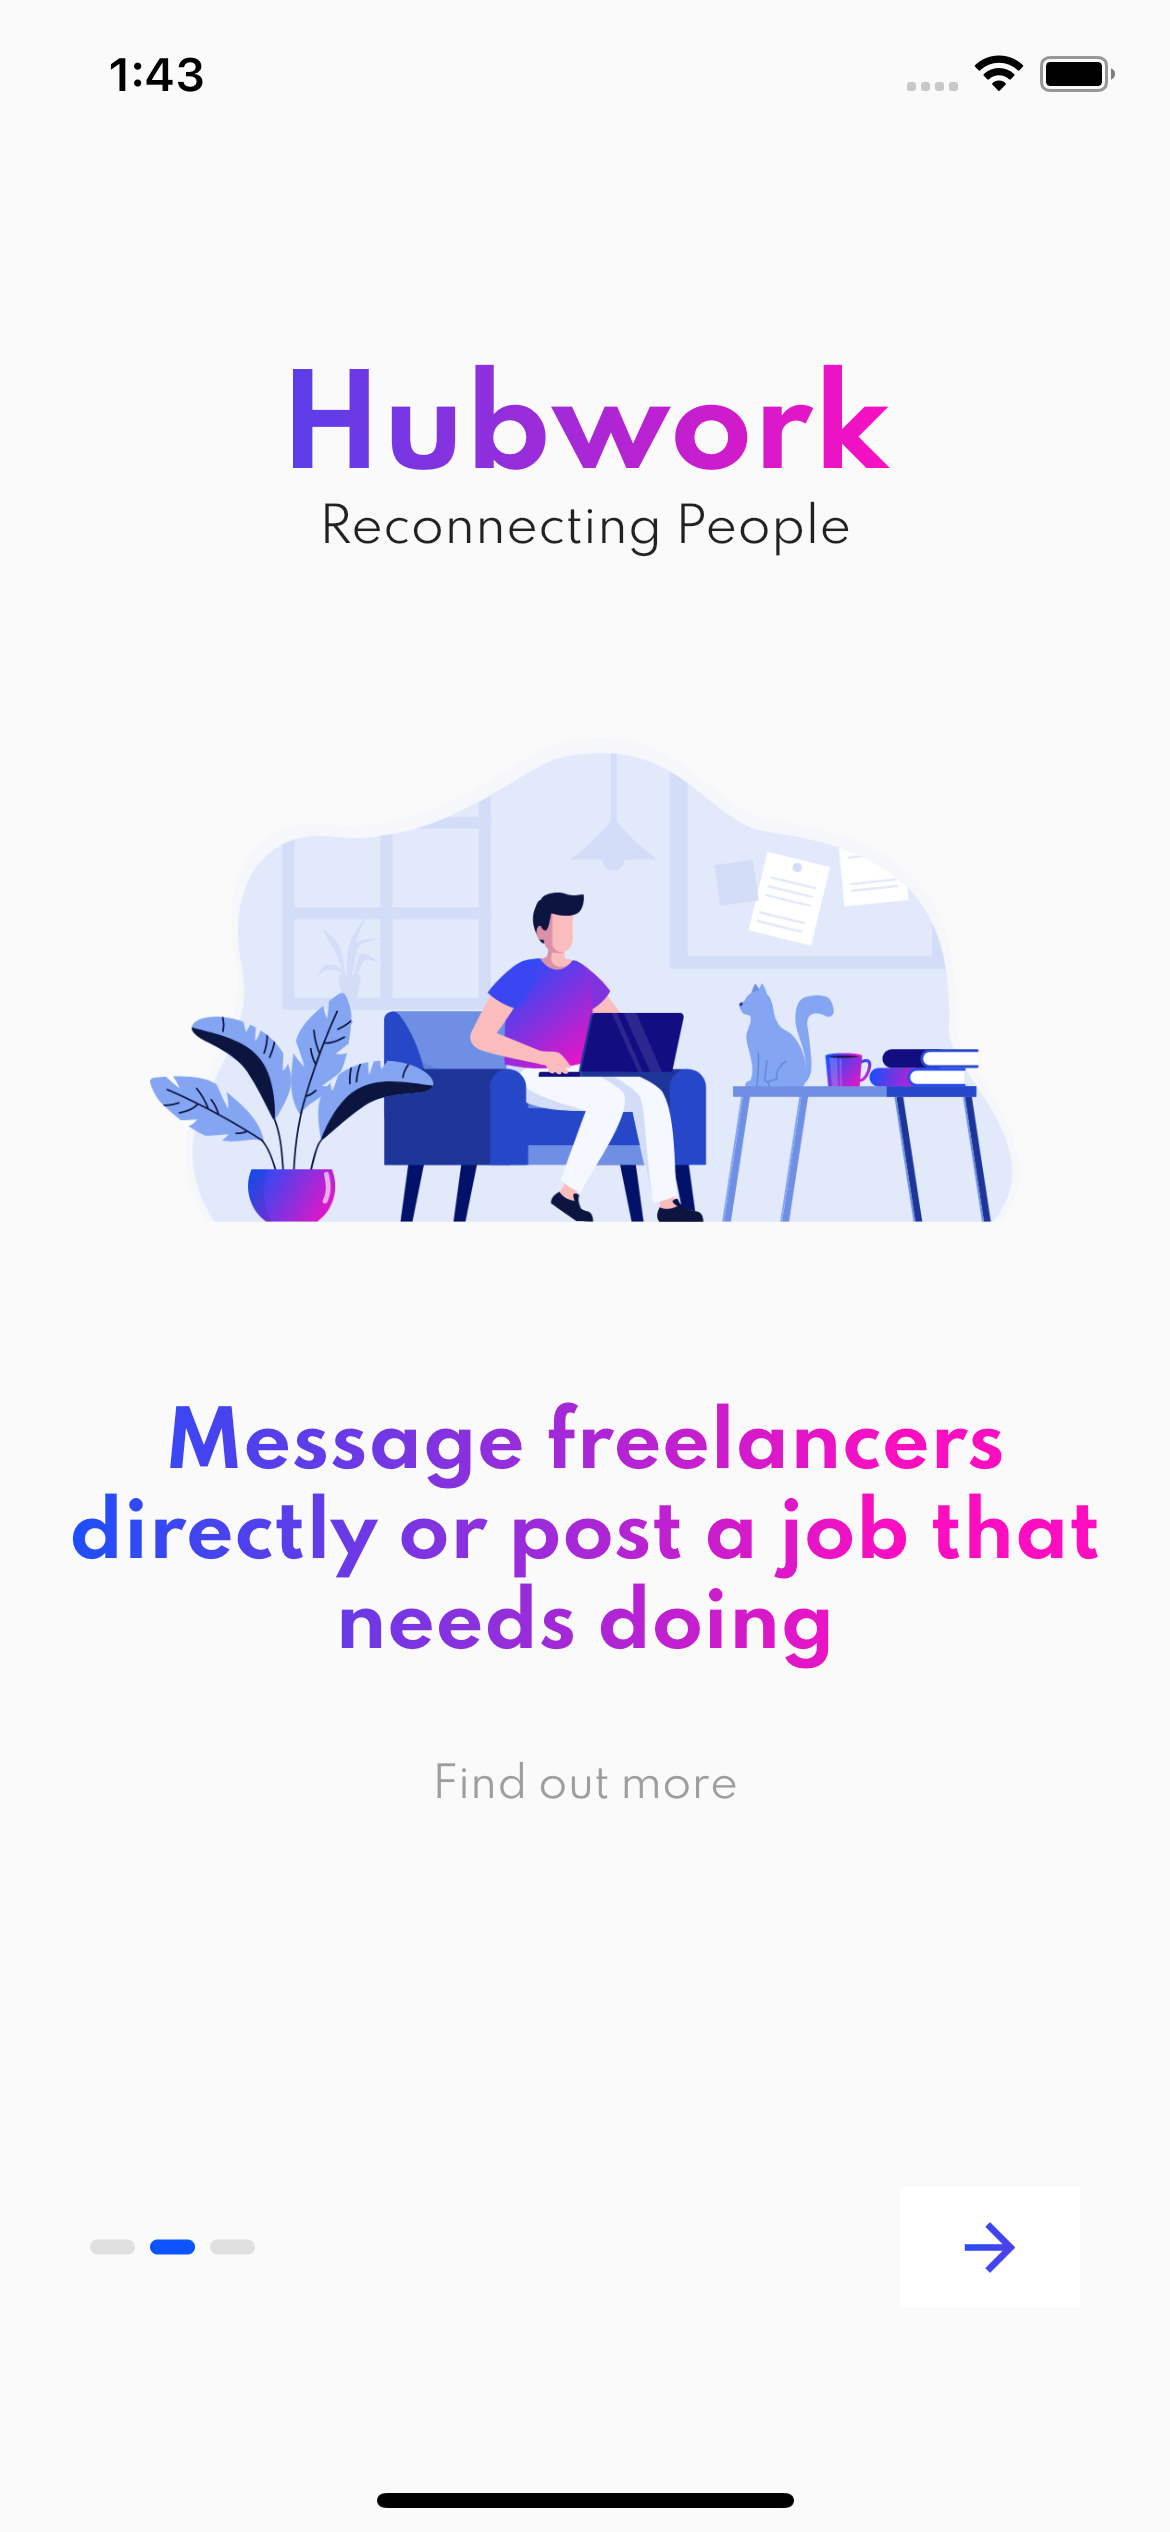 1:43
Hubwork
Reconnecting People
Message freelancers
directly or post a job that
needs doing
Find out more